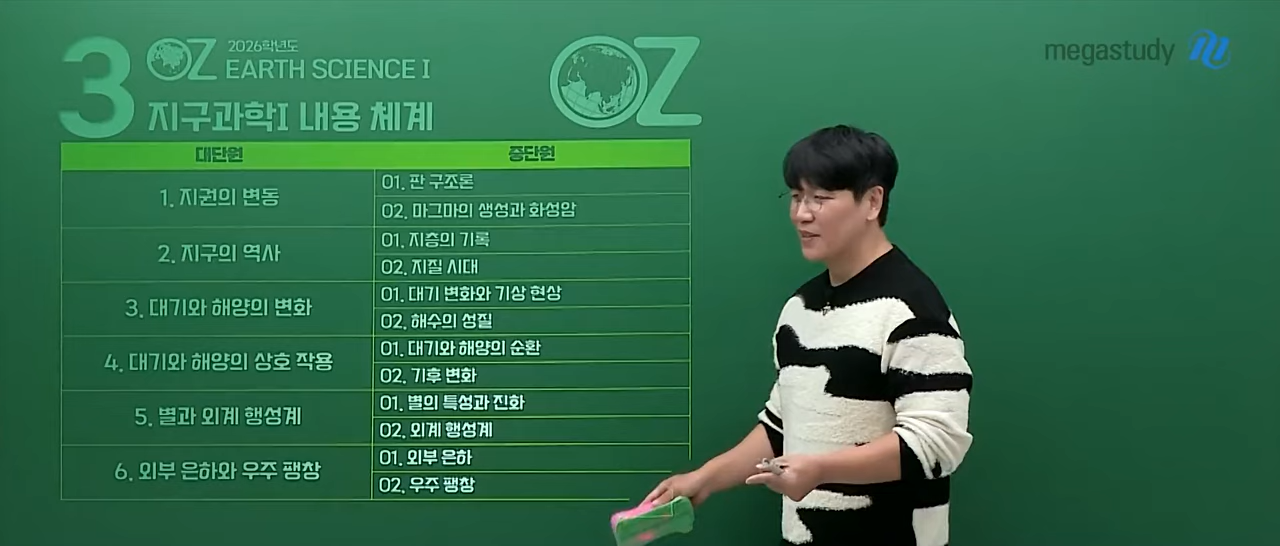 3
OZ
2026학년도
EARTH SCIENCE I
지구과학I 내용 체계
OZ
megastudy
대단원
중단원
1. 지권의 변동
01. 판 구조론
02. 마그마의 생성과 화성암
2. 지구의 역사
01. 지층의 기록
02. 지질 시대
3. 대기와 해양의 변화
01. 대기 변화와 기상 현상
02. 해수의 성질
4. 대기와 해양의 상호 작용
01. 대기와 해양의 순환
02. 기후 변화
5. 별과 외계 행성계
01. 별의 특성과 진화
02. 외계 행성계
6. 외부 은하와 우주 팽창
01. 외부 은하
02. 우주 팽창